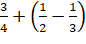 3/4 + (1/2 − 1/3)